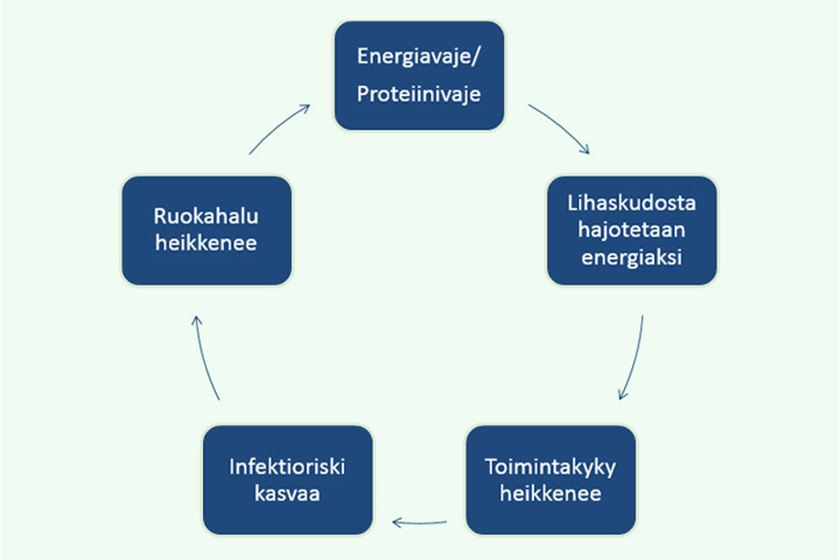 Energiavaje/
Proteiinivaje
Lihaskudosta
hajotetaan
energiaksi
Toimintakyky
heikkenee
Infektioriski
kasvaa
Ruokahalu
heikkenee